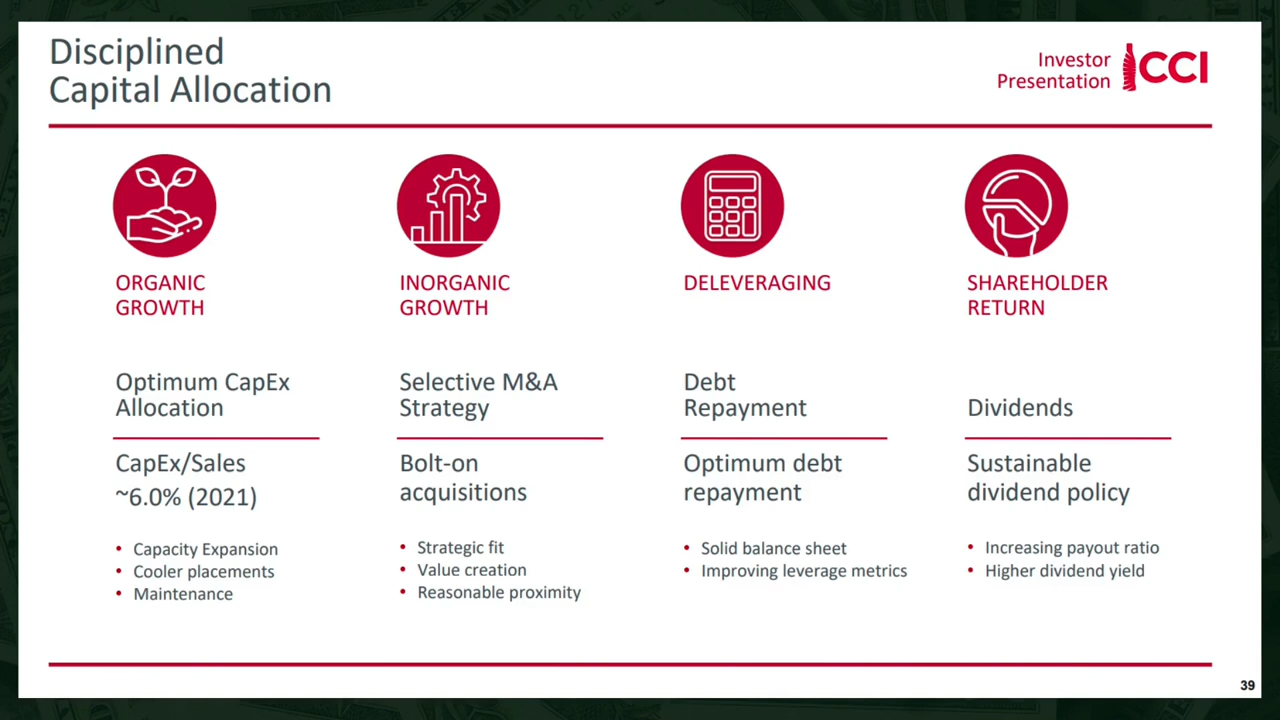 Disciplined
Capital Allocation
Investor
Presentation
CCI
ORGANIC
GROWTH
Optimum CapEx
Allocation
CapEx/Sales
~6.0% (2021)
• Capacity Expansion
• Cooler placements
• Maintenance
INORGANIC
GROWTH
Selective M&A
Strategy
Bolt-on
acquisitions
• Strategic fit
• Value creation
• Reasonable proximity
DELEVERAGING
Debt
Repayment
Optimum debt
repayment
• Solid balance sheet
• Improving leverage metrics
SHAREHOLDER
RETURN
Dividends
Sustainable
dividend policy
• Increasing payout ratio
• Higher dividend yield
39